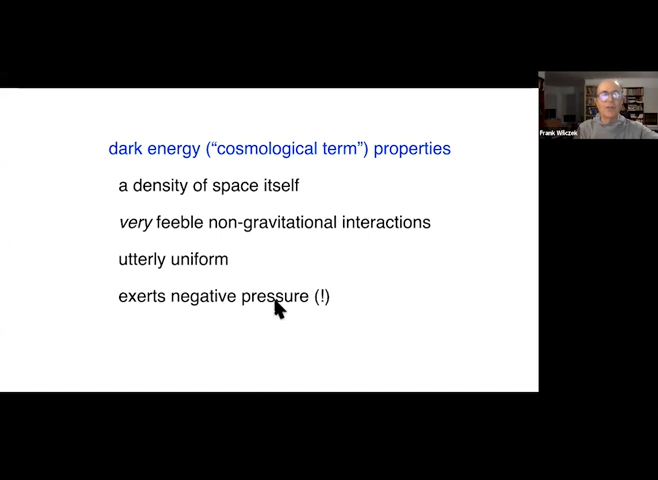 dark energy (“cosmological term”) properties
a density of space itself
very feeble non-gravitational interactions
utterly uniform
exerts negative pressure (!)
Frank Wilczek